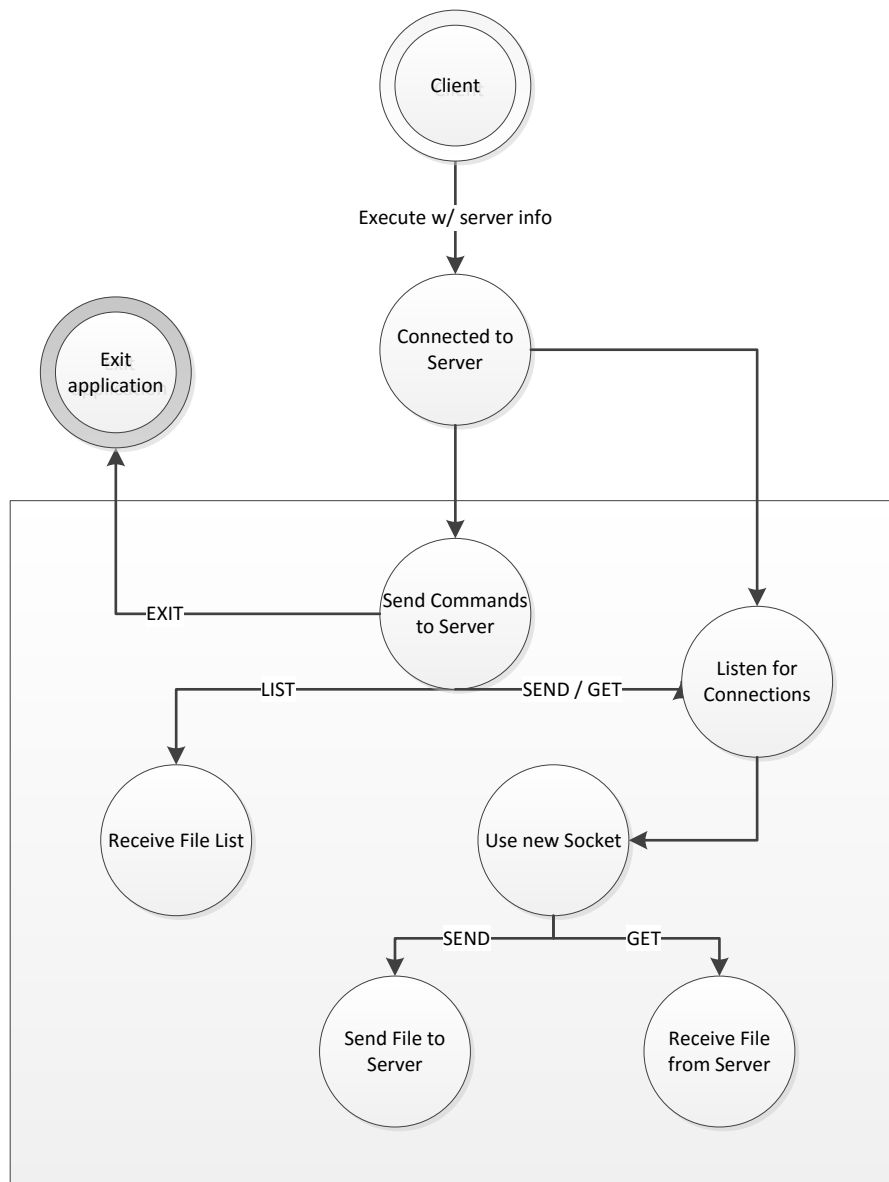 Client
Execute w/ server info
Connected to
Server
Exit
application
Send Commands
to Server
EXIT
Listen for
Connections
LIST
SEND / GET
Receive File List
Use new Socket
SEND
GET
Send File to
Server
Receive File
from Server